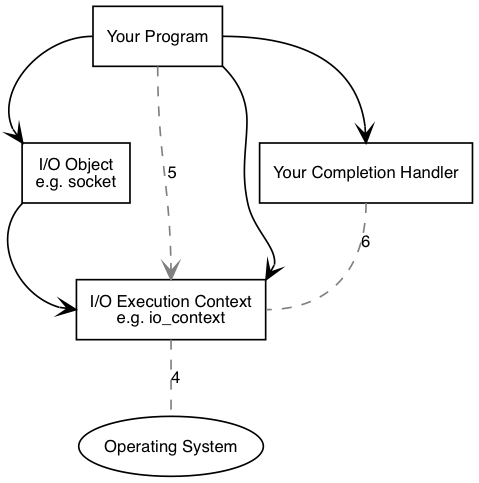 Your Program
I/O Object
e.g. socket
5
Your Completion Handler
6
I/O Execution Context
e.g. io_context
4
Operating System